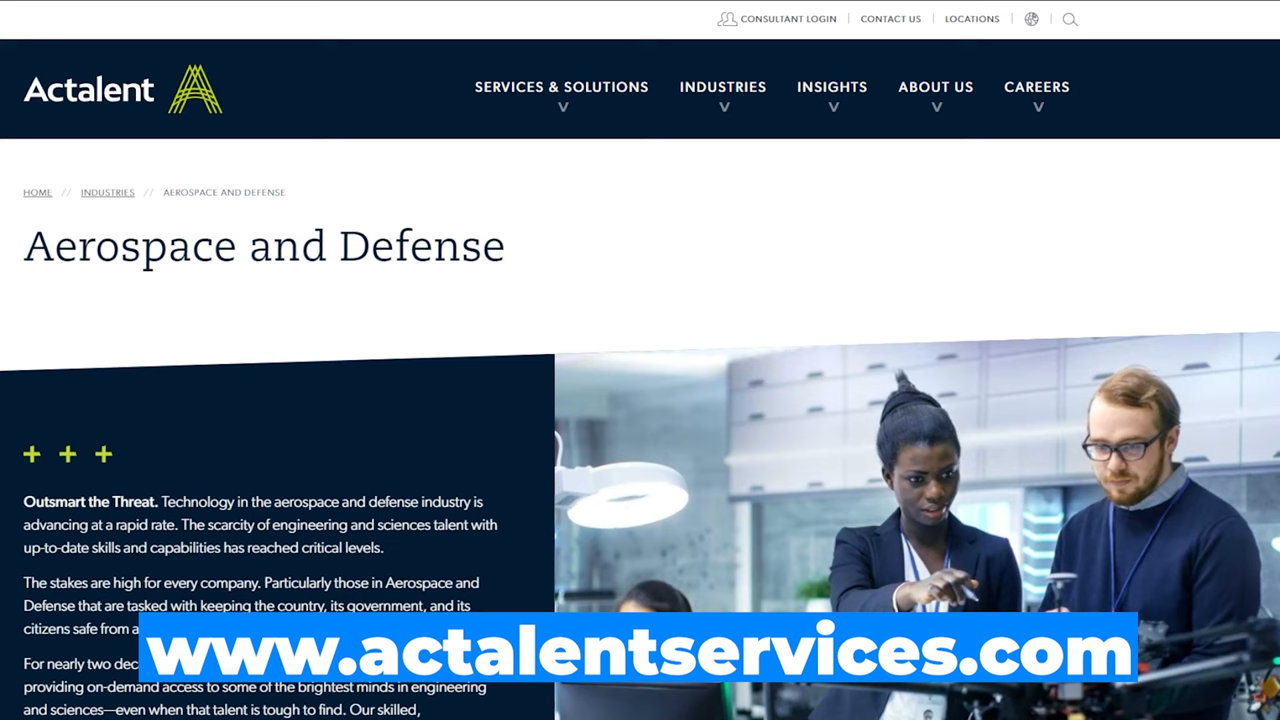 CONSULTANT LOGIN
CONTACT US
LOCATIONS
Actalent
SERVICES & SOLUTIONS
INDUSTRIES
INSIGHTS
ABOUT US
CAREERS
HOME // INDUSTRIES // AEROSPACE AND DEFENSE
Aerospace and Defense
+ + +
Outsmart the Threat. Technology in the aerospace and defense industry is
advancing at a rapid rate. The scarcity of engineering and sciences talent with
up-to-date skills and capabilities has reached critical levels.
The stakes are high for every company. Particularly those in Aerospace and
Defense that are tasked with keeping the country, its government, and its
citizens safe from a
www.actalentservices.com
For nearly two dec
providing on-demand access to some of the brightest minds in engineering
and sciences—even when that talent is tough to find. Our skilled,